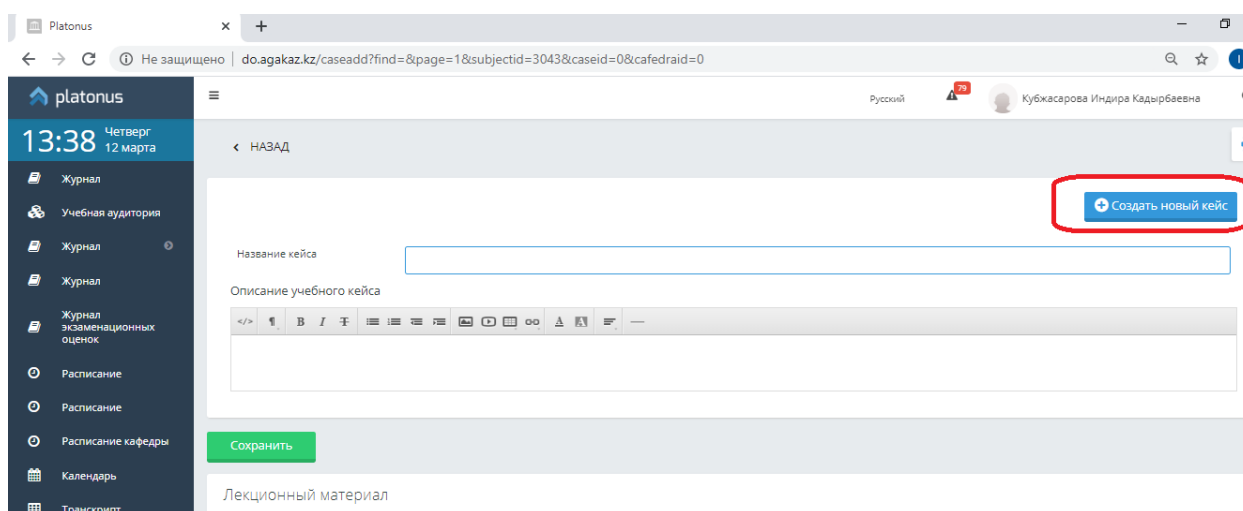 Platonus
Не защищено do.agakaz.kz/caseadd?find=&page=1&subjectid=3043&caseid=0&cafedraid=0
platonus
Русский
79
Кубжасарова Индира Кадырбаевна
13:38 Четверг
12 марта
НАЗАД
Журнал
Учебная аудитория
Журнал
Журнал
Журнал
экзаменационных
оценок
Расписание
Расписание
Расписание кафедры
Календарь
Транскрипт
Создать новый кейс
Название кейса
Описание учебного кейса
Сохранить
Лекционный материал